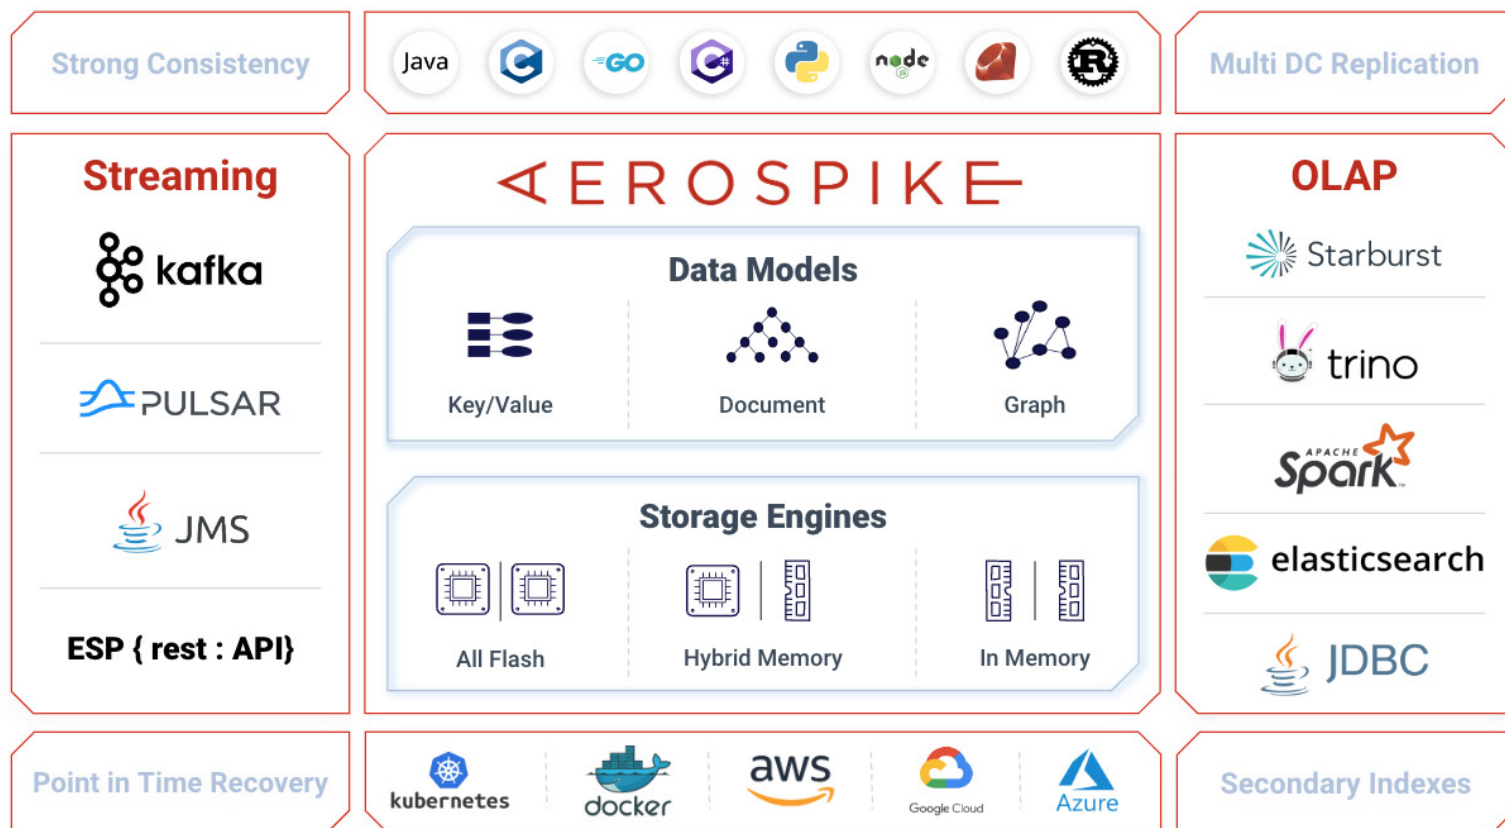 Strong Consistency
Java
C
GO
C#
node
JS
R
Multi DC Replication
Streaming
kafka
PULSAR
JMS
ESP { rest : API}
AEROSPIKE
Data Models
Key/Value
Document
Graph
Storage Engines
All Flash
Hybrid Memory
In Memory
OLAP
Starburst
trino
APACHE
Spark™
elasticsearch
JDBC
Point in Time Recovery
kubernetes
docker
aws
Google Cloud
Azure
Secondary Indexes